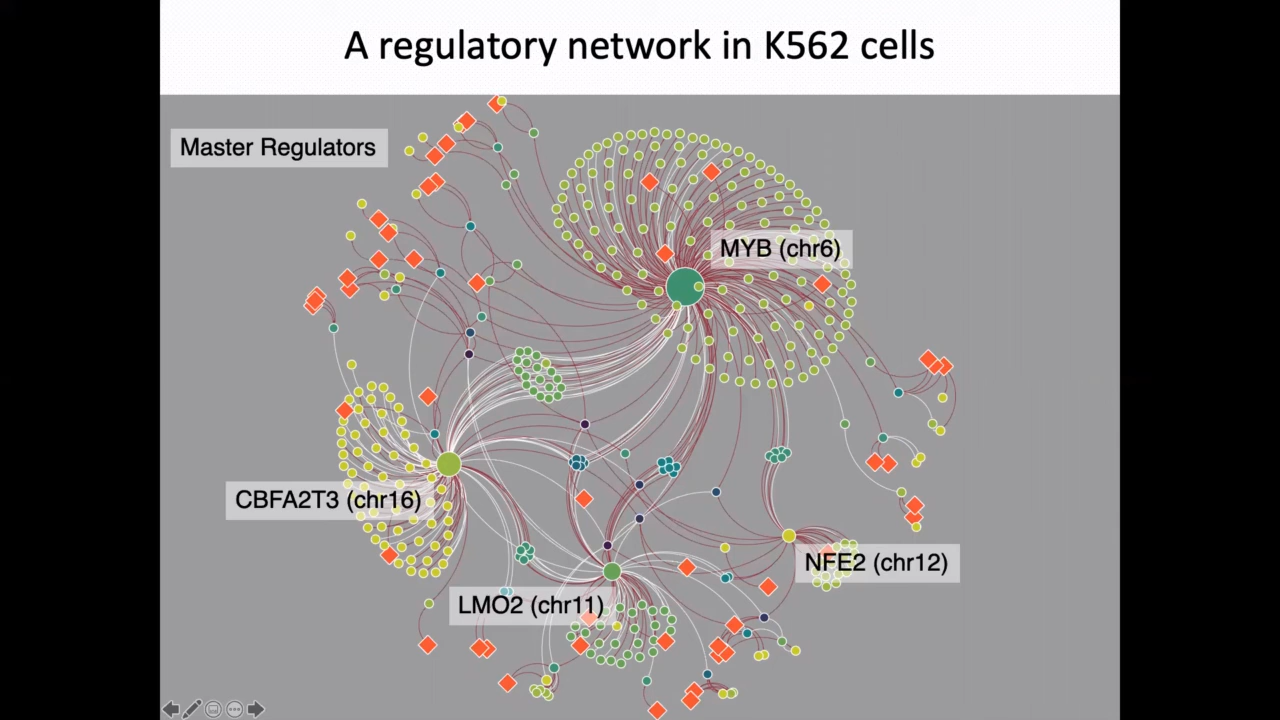 A regulatory network in K562 cells
Master Regulators
MYB (chr6)
CBFA2T3 (chr16)
NFE2 (chr12)
LMO2 (chr11)